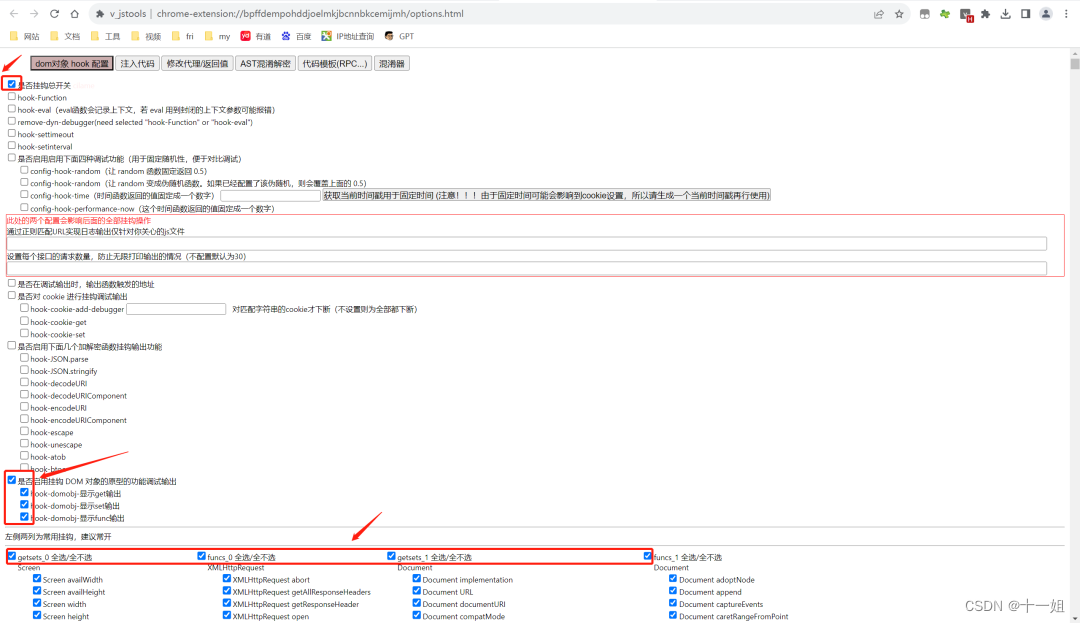 v_jstools | chrome-extension://bpffdempohddjoelmkjbcnnbkcemijmh/options.html
网站 文档 工具 视频 fri my 有道 百度 IP地址查询 GPT
dom对象 hook 配置 注入代码 修改代理/返回值 AST混淆解密 代码模板(RPC...) 混淆器
是否挂钩总开关
hook-Function
hook-eval（eval函数会记录上下文，若 eval 用到封闭的上下文参数可能报错）
remove-dyn-debugger(need selected "hook-Function" or "hook-eval")
hook-settimeout
hook-setinterval
是否启用启用下面四种调试功能（用于固定随机性，便于对比调试）
config-hook-random（让 random 函数固定返回 0.5）
config-hook-random（让 random 变成伪随机函数。如果已经配置了该伪随机，则会覆盖上面的 0.5）
config-hook-time（时间函数返回的值固定成一个数字） 获取当前时间戳用于固定时间 (注意！！！由于固定时间可能会影响到cookie设置，所以请生成一个当前时间戳再行使用)
config-hook-performance-now（这个时间函数返回的值固定成一个数字）
此处的两个配置会影响后面的全部挂钩操作
通过正则匹配URL实现日志输出仅针对你关心的js文件
设置每个接口的请求数量，防止无限打印输出的情况（不配置默认为30）
是否在调试输出时，输出函数触发的地址
是否对 cookie 进行挂钩调试输出
hook-cookie-add-debugger 对匹配字符串的cookie才下断（不设置则为全部都下断）
hook-cookie-get
hook-cookie-set
是否启用下面几个加解密函数挂钩输出功能
hook-JSON.parse
hook-JSON.stringify
hook-decodeURI
hook-decodeURIComponent
hook-encodeURI
hook-encodeURIComponent
hook-escape
hook-unescape
hook-atob
hook-btoa
是否启用挂钩 DOM 对象的原型的功能调试输出
hook-domobj-显示get输出
hook-domobj-显示set输出
hook-domobj-显示func输出
左侧两列为常用挂钩，建议常开
getsets_0 全选/全不选 funcs_0 全选/全不选 getsets_1 全选/全不选 funcs_1 全选/全不选
Screen XMLHttpRequest Document Document
Screen availWidth XMLHttpRequest abort Document implementation Document adoptNode
Screen availHeight XMLHttpRequest getAllResponseHeaders Document URL Document append
Screen width XMLHttpRequest getResponseHeader Document documentURI Document captureEvents
Screen height XMLHttpRequest open Document compatMode Document caretRangeFromPoint
CSDN @十一姐